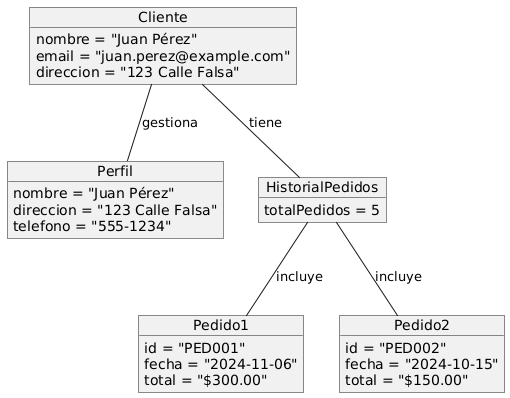 Cliente
nombre = "Juan Pérez"
email = "juan.perez@example.com"
direccion = "123 Calle Falsa"
gestiona
tiene
Perfil
nombre = "Juan Pérez"
direccion = "123 Calle Falsa"
telefono = "555-1234"
HistorialPedidos
totalPedidos = 5
incluye
incluye
Pedido1
id = "PED001"
fecha = "2024-11-06"
total = "$300.00"
Pedido2
id = "PED002"
fecha = "2024-10-15"
total = "$150.00"